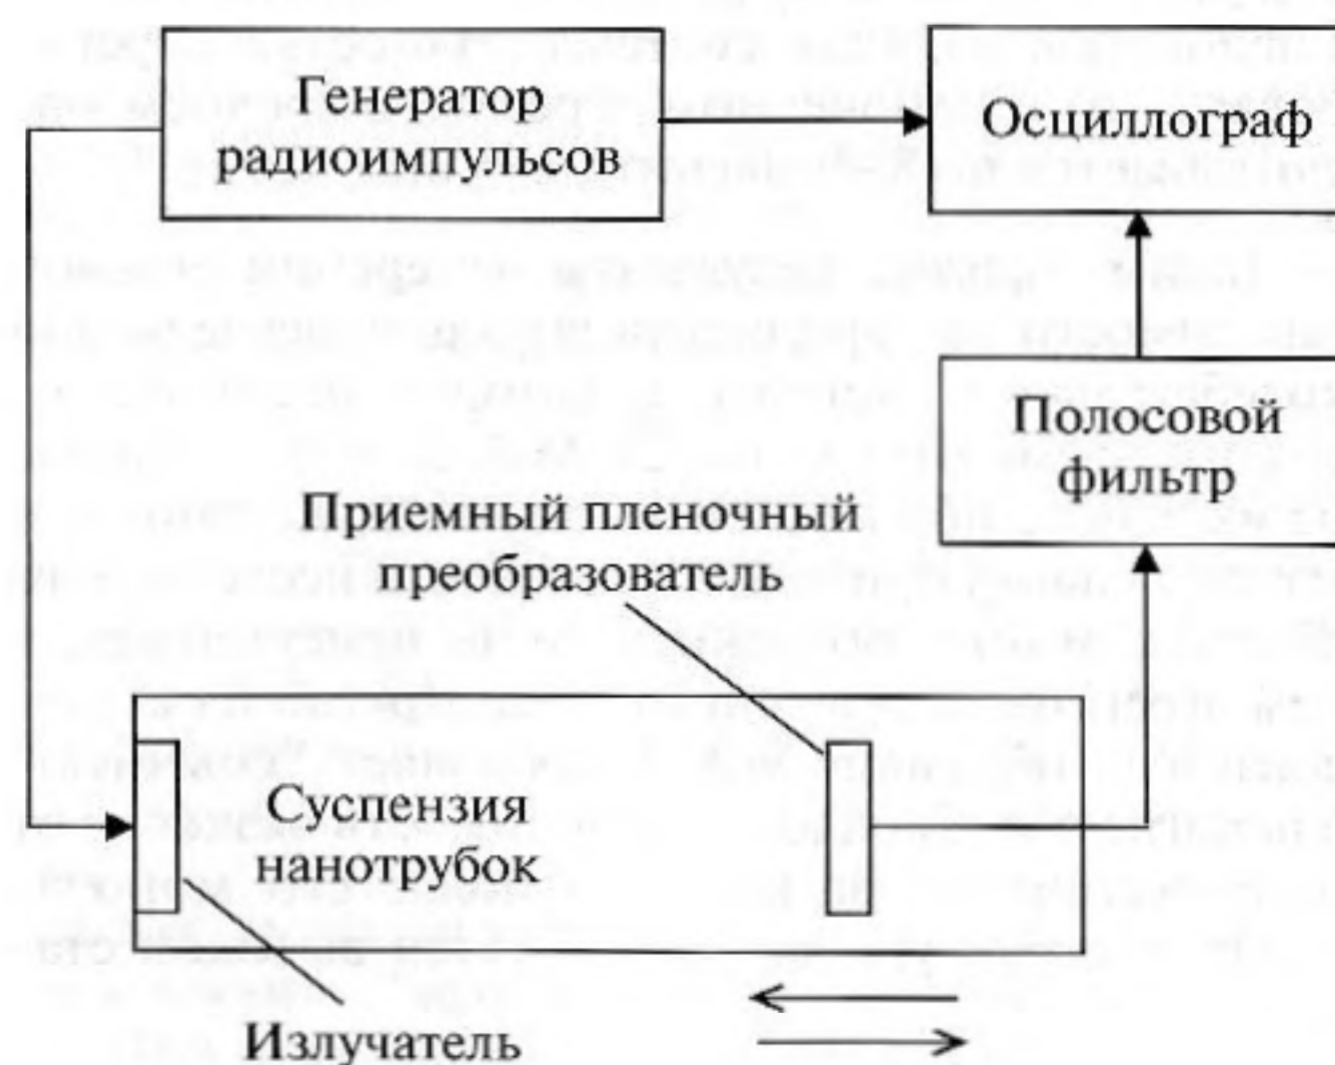 Генератор
радиоимпульсов
Осциллограф
Полосовой
фильтр
Приемный пленочный
преобразователь
Суспензия
нанотрубок
Излучатель